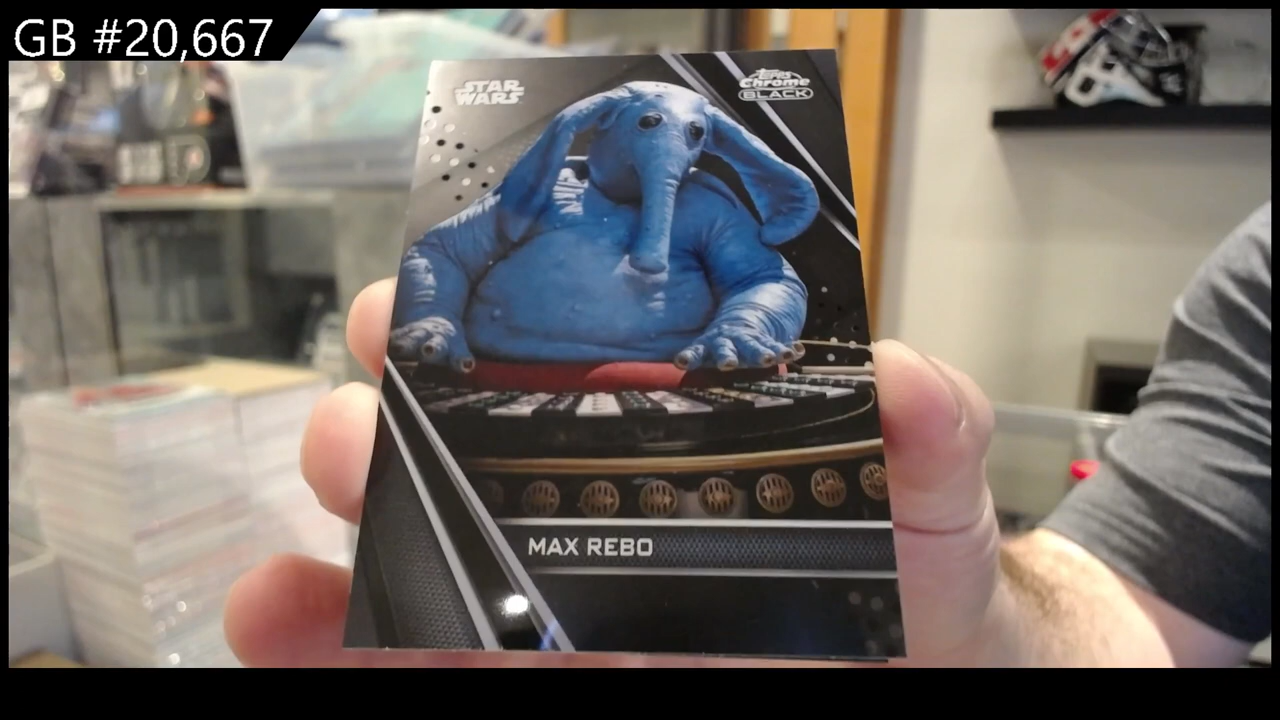 GB #20,667
STAR
WARS
TOPPS
Chrome
BLACK
MAX REBO